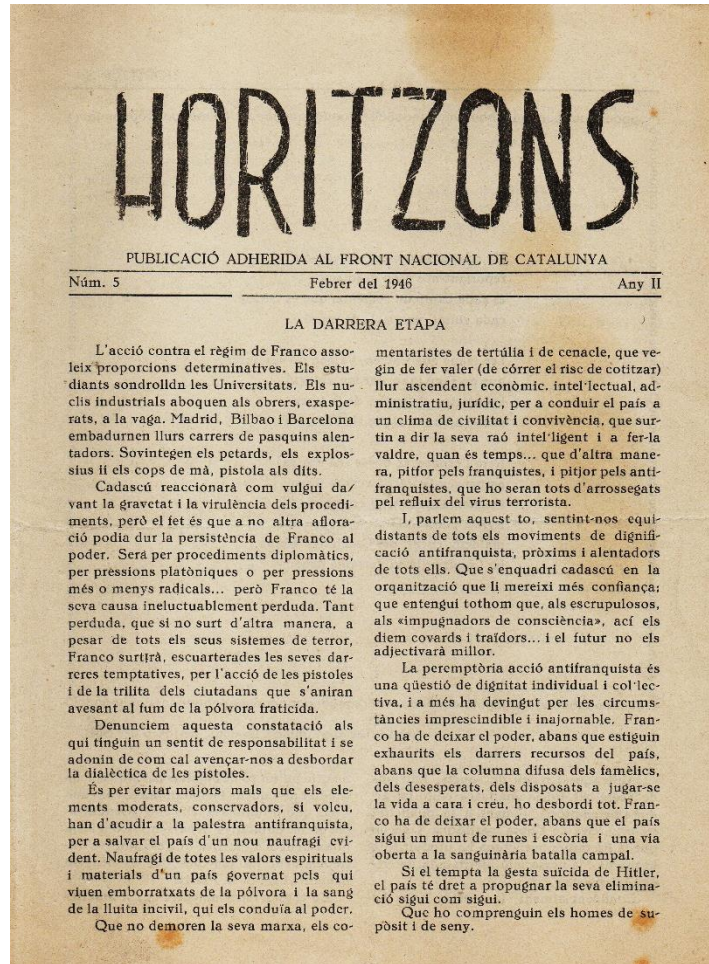 HORITZONS
PUBLICACIÓ ADHERIDA AL FRONT NACIONAL DE CATALUNYA
Núm. 5 Febrer del 1946 Any II
LA DARRERA ETAPA
L'acció contra el règim de Franco asso-
leix proporcions determinatives. Els estu-
diants sondrolldn les Universitats. Els nu-
clis industrials aboquen als obrers, exaspe-
rats, a la vaga. Madrid, Bilbao i Barcelona
embadurnen llurs carrers de pasquins alen-
tadors. Sovintegen els petards, els explos-
sius ii els cops de mà, pistola als dits.
Cadascú reaccionarà com vulgui da/
vant la gravetat i la virulència dels procedi-
ments, però el fet és que a no altra aflora-
ció podia dur la persistència de Franco al
poder. Será per procediments diplomàtics,
per pressions platòniques o per pressions
més o menys radicals... però Franco té la
seva causa ineluctuablement perduda. Tant
perduda, que si no surt d'altra manera, a
pesar de tots els seus sistemes de terror,
Franco surtirà, escuarterades les seves dar-
reres temptatives, per l'acció de les pistoles
i de la trilita dels ciutadans que s'aniran
avesant al fum de la pólvora fraticida.
Denunciem aquesta constatació als
qui tinguin un sentit de responsabilitat i se
adonin de com cal avençar-nos a desbordar
la dialèctica de les pistoles.
És per evitar majors mals que els ele-
ments moderats, conservadors, si voleu,
han d'acudir a la palestra antifranquista,
per a salvar el país d'un nou naufragi evi-
dent. Naufragi de totes les valors espirituals
i materials d'un país governat pels qui
viuen emborratxats de la pólvora i la sang
de la lluita incivil, qui els conduïa al poder.
Que no demoren la seva marxa, els co-
mentaristes de tertúlia i de cenacle, que ve-
gin de fer valer (de córrer el risc de cotitzar)
llur ascendent econòmic. intel·lectual, ad-
ministratiu, jurídic, per a conduir el país a
un clima de civilitat i convivència, que sur-
tin a dir la seva raó intel·ligent i a fer-la
valdre, quan és temps... que d'altra mane-
ra, pitfor pels franquistes, i pitjor pels anti-
franquistes, que ho seran tots d'arrossegats
pel refluix del virus terrorista.
I, parlem aquest to, sentint-nos equi-
distants de tots els moviments de dignifi-
cació antifranquista, pròxims i alentadors
de tots ells. Que s'enquadri cadascú en la
orqanització que li mereixi més confiança;
que entengui tothom que, als escrupulosos,
als «impugnadors de consciència», ací els
diem covards i traïdors... i el futur no els
adjectivarà millor.
La peremptòria acció antifranquista és
una qüestió de dignitat individual i col·lec-
tiva, i a més ha devingut per les circums-
tàncies imprescindible i inajornable. Fran-
co ha de deixar el poder, abans que estiguin
exhaurits els darrers recursos del país,
abans que la columna difusa dels famèlics,
dels desesperats, dels disposats a jugar-se
la vida a cara i creu, ho desbordi tot. Fran-
co ha de deixar el poder, abans que el país
sigui un munt de runes i escòria i una via
oberta a la sanguinària batalla campal.
Si el tempta la gesta suïcida de Hitler,
el país té dret a propugnar la seva elimina-
ció sigui com sigui.
Que ho comprenguin els homes de su-
pòsit i de seny.